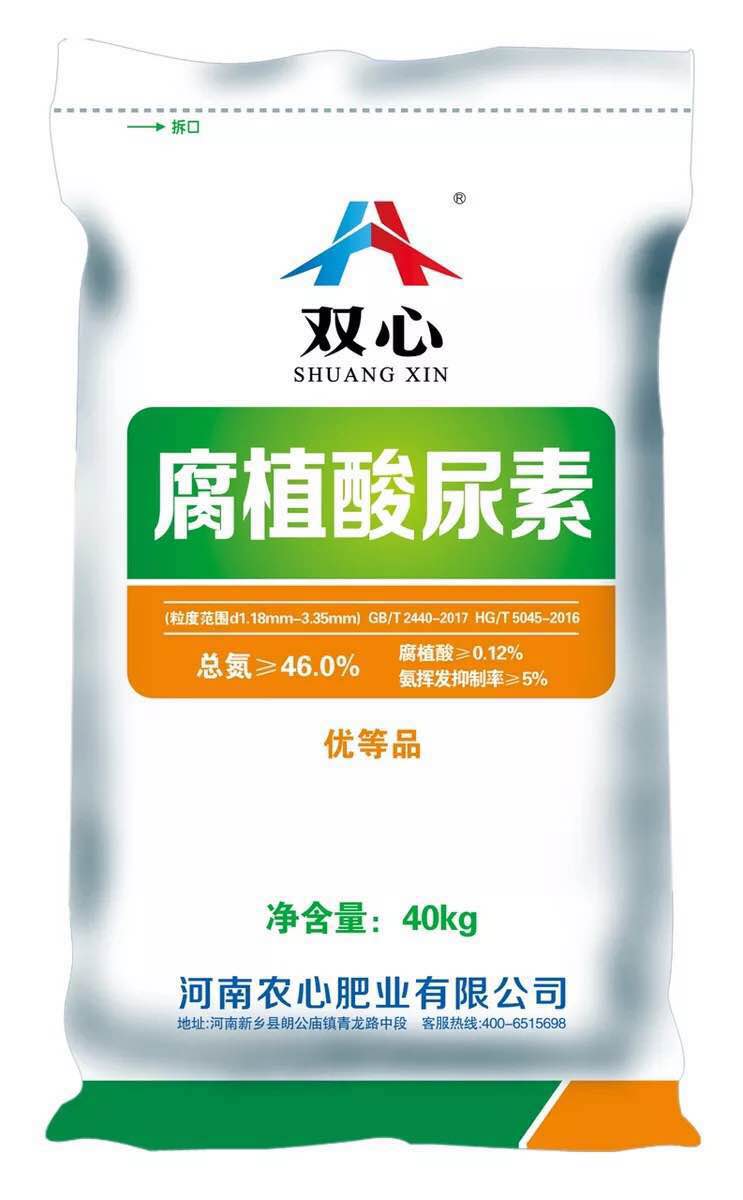 拆口
®
双心
SHUANG XIN
腐植酸尿素
(粒度范围d1.18mm-3.35mm) GB/T 2440-2017 HG/T 5045-2016
总氮≥46.0%
腐植酸≥0.12%
氨挥发抑制率≥5%
优等品
净含量：40kg
河南农心肥业有限公司
地址:河南新乡县朗公庙镇青龙路中段 客服热线:400-6515698